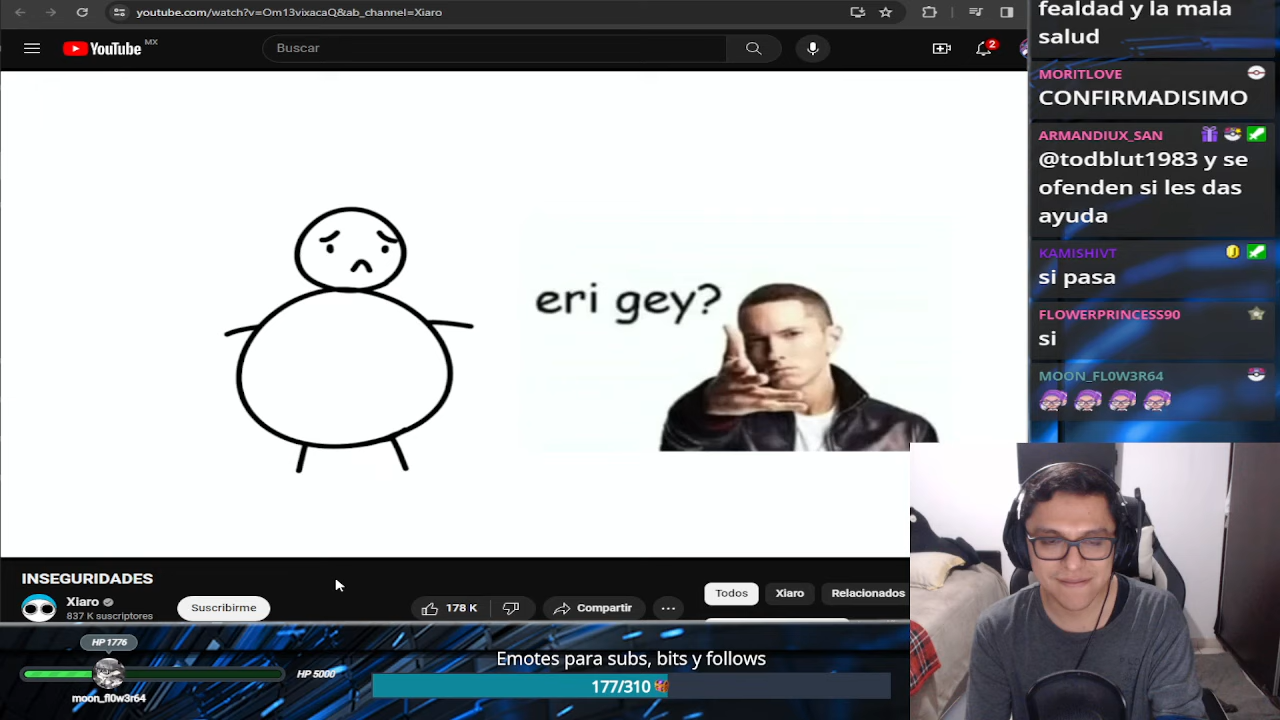 youtube.com/watch?v=Om13vixacaQ&ab_channel=Xiaro
YouTube MX
Buscar
2
eri gey?
INSEGURIDADES
Xiaro
837 K suscriptores
Suscribirme
178 K
Compartir
Todos
Xiaro
Relacionados
fealdad y la mala
salud
MORITLOVE
CONFIRMADISIMO
ARMANDIUX_SAN
@todblut1983 y se
ofenden si les das
ayuda
KAMISHIVT
si pasa
FLOWERPRINCESS90
si
MOON_FL0W3R64
HP 1776
HP 5000
moon_fl0w3r64
Emotes para subs, bits y follows
177/310